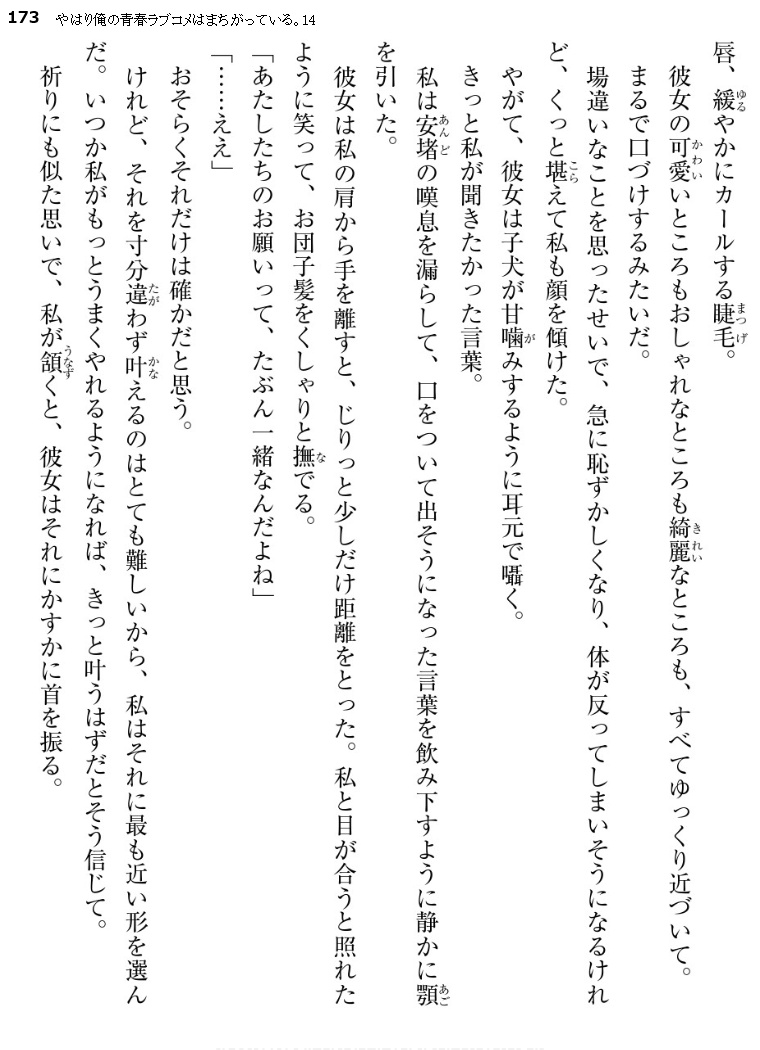 173 やはり俺の青春ラブコメはまちがっている。14
唇、緩やかにカールする睫毛。
彼女の可愛いところもおしゃれなところも綺麗なところも、すべてゆっくり近づいて。
まるで口づけするみたいだ。
場違いなことを思ったせいで、急に恥ずかしくなり、体が反ってしまいそうになるけれ
ど、くっと堪えて私も顔を傾けた。
やがて、彼女は子犬が甘噛みするように耳元で囁く。
きっと私が聞きたかった言葉。
私は安堵の嘆息を漏らして、口をついて出そうになった言葉を飲み下すように静かに顎
を引いた。
彼女は私の肩から手を離すと、じりっと少しだけ距離をとった。私と目が合うと照れた
ように笑って、お団子髪をくしゃりと撫でる。
「あたしたちのお願いって、たぶん一緒なんだよね」
「……ええ」
おそらくそれだけは確かだと思う。
けれど、それを寸分違わず叶えるのはとても難しいから、私はそれに最も近い形を選ん
だ。いつか私がもっとうまくやれるようになれば、きっと叶うはずだとそう信じて。
祈りにも似た思いで、私が頷くと、彼女はそれにかすかに首を振る。